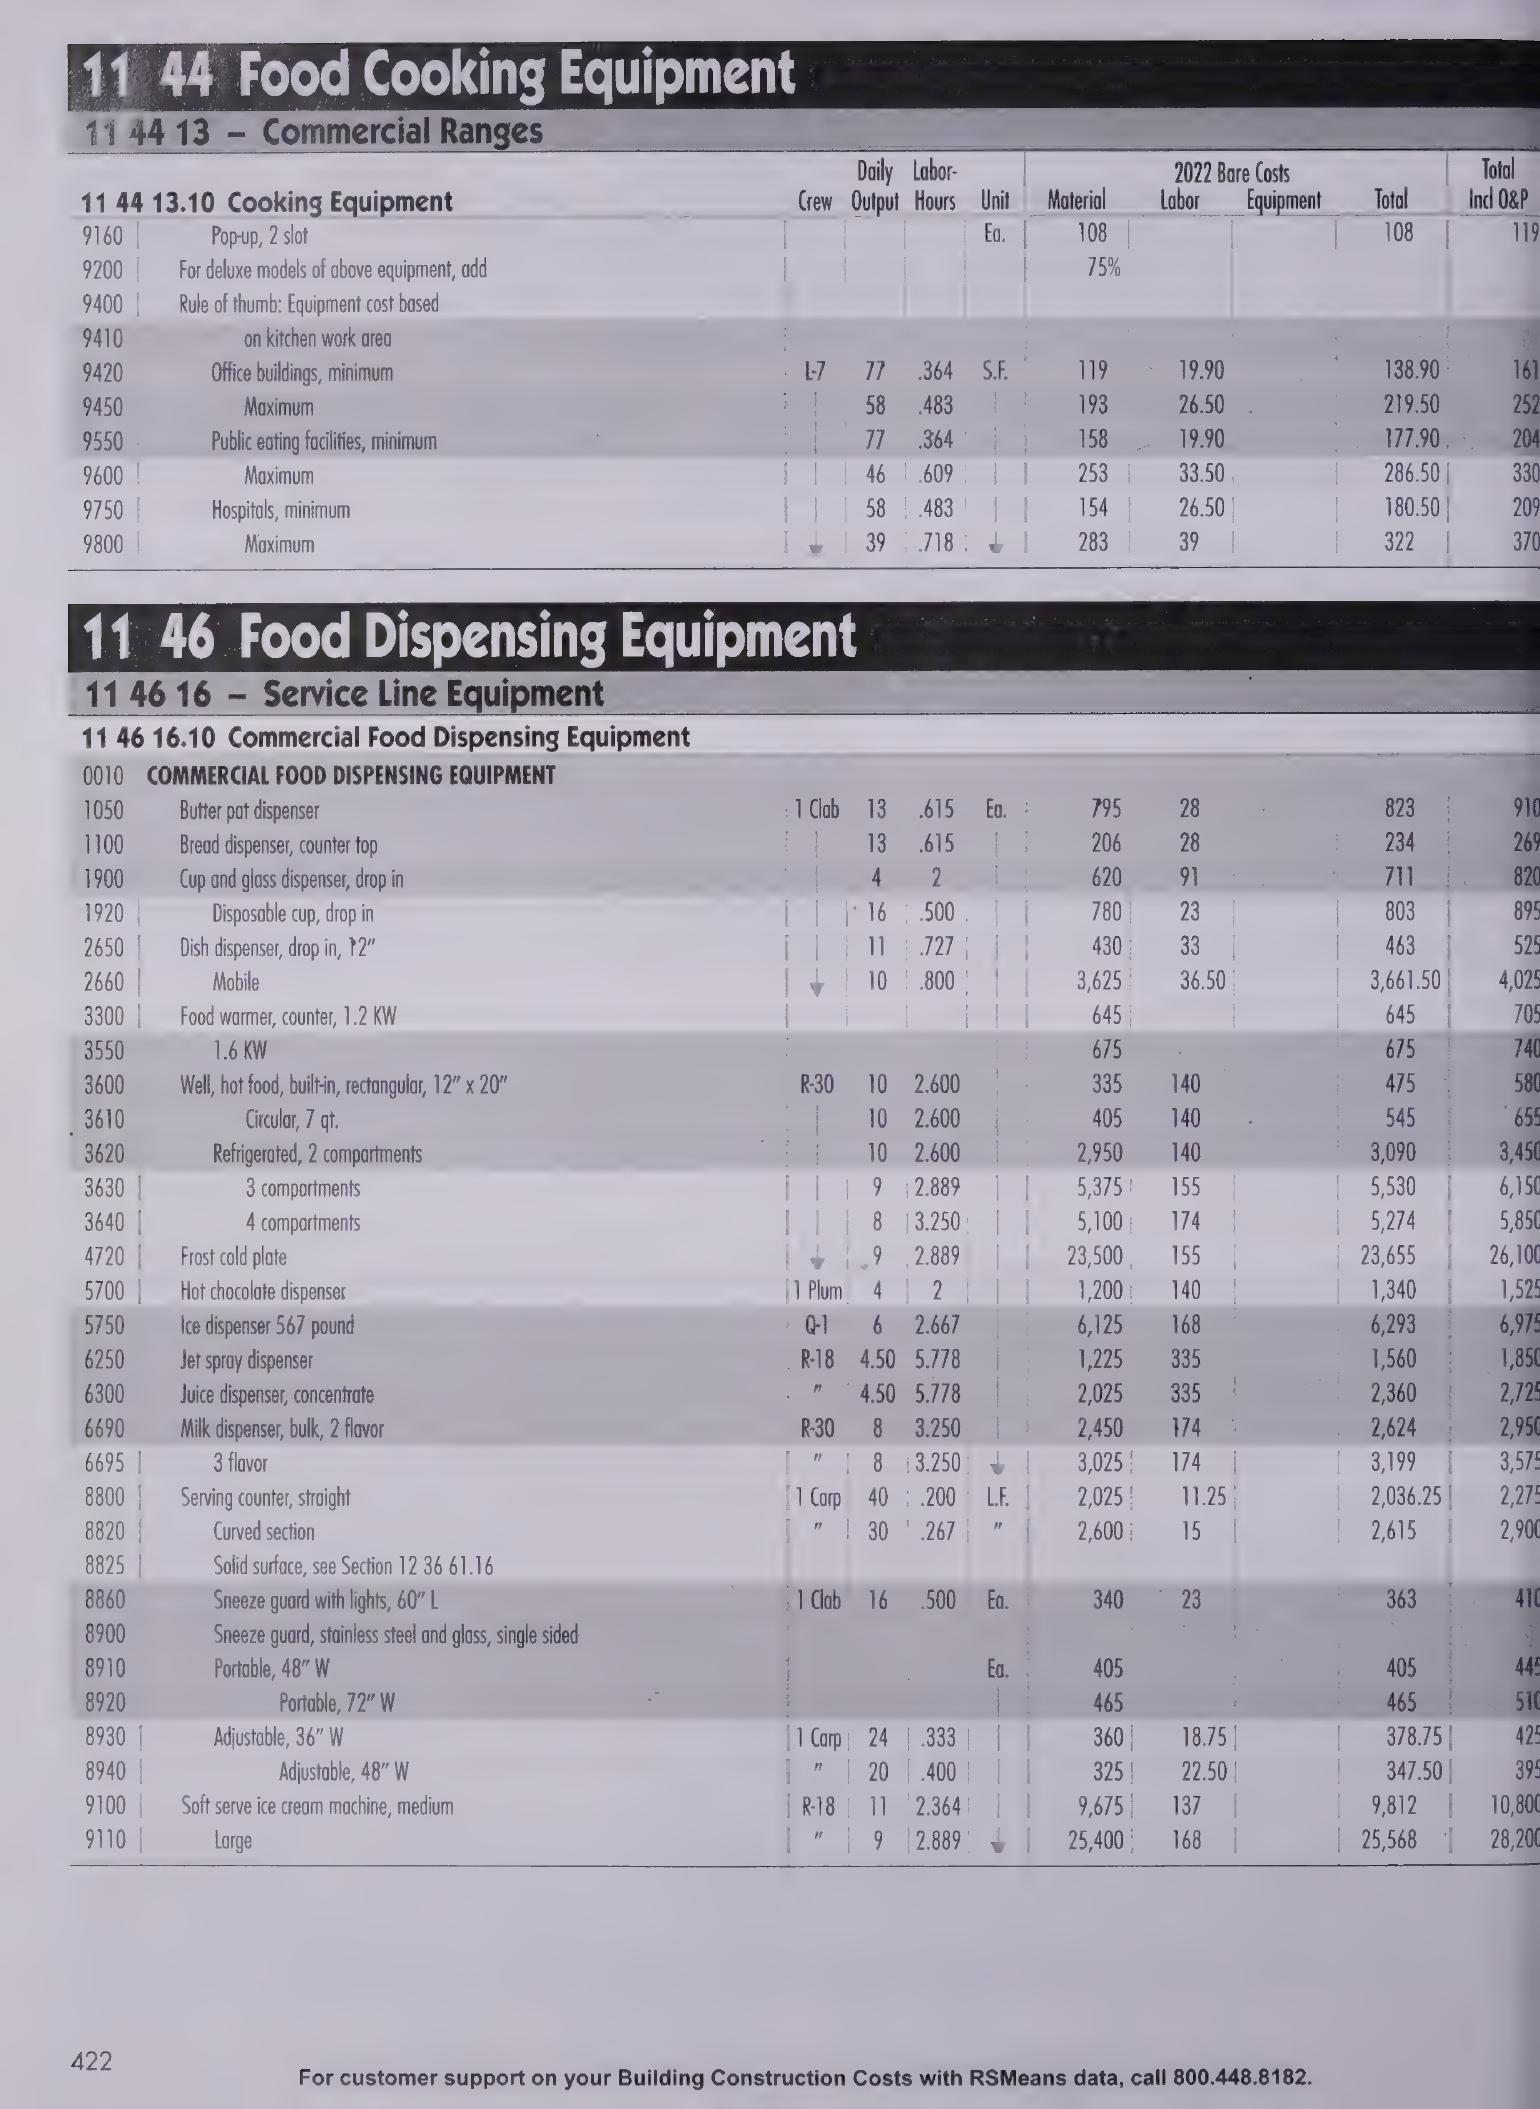 11 44 Food Cooking Equipment
11 44 13 – Commercial Ranges
Daily Labor- 2022 Bare Costs Total
11 44 13.10 Cooking Equipment Crew Output Hours Unit Material Labor Equipment Total Incl O&P
9160 Pop-up, 2 slot Ea. 108 108 119
9200 For deluxe models of above equipment, add 75%
9400 Rule of thumb: Equipment cost based
9410 on kitchen work area
9420 Office buildings, minimum L-7 77 .364 S.F. 119 19.90 138.90 161
9450 Maximum 58 .483 193 26.50 219.50 252
9550 Public eating facilities, minimum 77 .364 158 19.90 177.90 204
9600 Maximum 46 .609 253 33.50 286.50 330
9750 Hospitals, minimum 58 .483 154 26.50 180.50 209
9800 Maximum 39 .718 283 39 322 370
11 46 Food Dispensing Equipment
11 46 16 – Service Line Equipment
11 46 16.10 Commercial Food Dispensing Equipment
0010 COMMERCIAL FOOD DISPENSING EQUIPMENT
1050 Butter pat dispenser 1 Clab 13 .615 Ea. 795 28 823 910
1100 Bread dispenser, counter top 13 .615 206 28 234 269
1900 Cup and glass dispenser, drop in 4 2 620 91 711 820
1920 Disposable cup, drop in 16 .500 780 23 803 895
2650 Dish dispenser, drop in, 12" 11 .727 430 33 463 525
2660 Mobile 10 .800 3,625 36.50 3,661.50 4,025
3300 Food warmer, counter, 1.2 KW 645 645 705
3550 1.6 KW 675 675 740
3600 Well, hot food, built-in, rectangular, 12" x 20" R-30 10 2.600 335 140 475 580
3610 Circular, 7 qt. 10 2.600 405 140 545 655
3620 Refrigerated, 2 compartments 10 2.600 2,950 140 3,090 3,450
3630 3 compartments 9 2.889 5,375 155 5,530 6,150
3640 4 compartments 8 3.250 5,100 174 5,274 5,850
4720 Frost cold plate 9 2.889 23,500 155 23,655 26,100
5700 Hot chocolate dispenser 1 Plum 4 2 1,200 140 1,340 1,525
5750 Ice dispenser 567 pound Q-1 6 2.667 6,125 168 6,293 6,975
6250 Jet spray dispenser R-18 4.50 5.778 1,225 335 1,560 1,850
6300 Juice dispenser, concentrate " 4.50 5.778 2,025 335 2,360 2,725
6690 Milk dispenser, bulk, 2 flavor R-30 8 3.250 2,450 174 2,624 2,950
6695 3 flavor " 8 3.250 3,025 174 3,199 3,575
8800 Serving counter, straight 1 Carp 40 .200 L.F. 2,025 11.25 2,036.25 2,275
8820 Curved section " 30 .267 " 2,600 15 2,615 2,900
8825 Solid surface, see Section 12 36 61.16
8860 Sneeze guard with lights, 60" L 1 Clab 16 .500 Ea. 340 23 363 410
8900 Sneeze guard, stainless steel and glass, single sided
8910 Portable, 48" W Ea. 405 405 445
8920 Portable, 72" W 465 465 510
8930 Adjustable, 36" W 1 Carp 24 .333 360 18.75 378.75 425
8940 Adjustable, 48" W " 20 .400 325 22.50 347.50 395
9100 Soft serve ice cream machine, medium R-18 11 2.364 9,675 137 9,812 10,800
9110 Large " 9 2.889 25,400 168 25,568 28,200
422
For customer support on your Building Construction Costs with RSMeans data, call 800.448.8182.